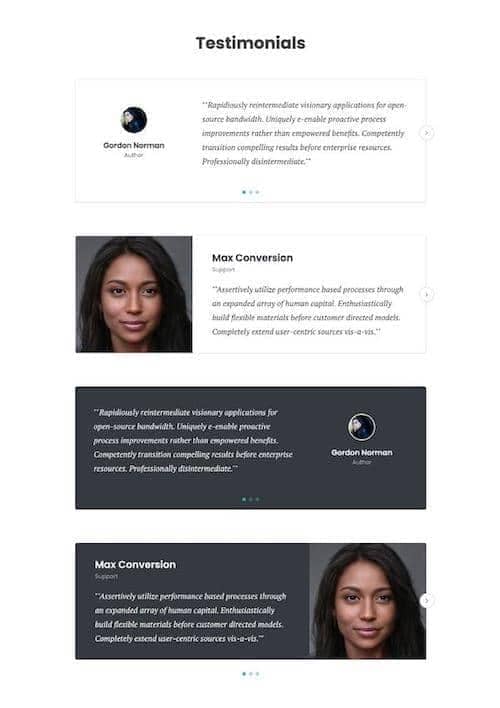 Testimonials
Gordon Norman
Author
"Rapidiously reintermediate visionary applications for open-
source bandwidth. Uniquely e-enable proactive process
improvements rather than empowered benefits. Competently
transition compelling results before enterprise resources.
Professionally disintermediate."
Max Conversion
Support
"Assertively utilize performance based processes through
an expanded array of human capital. Enthusiastically
build flexible materials before customer directed models.
Completely extend user-centric sources vis-a-vis."
"Rapidiously reintermediate visionary applications for
open-source bandwidth. Uniquely e-enable proactive
process improvements rather than empowered benefits.
Competently transition compelling results before enterprise
resources. Professionally disintermediate."
Gordon Norman
Author
Max Conversion
Support
"Assertively utilize performance based processes through
an expanded array of human capital. Enthusiastically
build flexible materials before customer directed models.
Completely extend user-centric sources vis-a-vis."